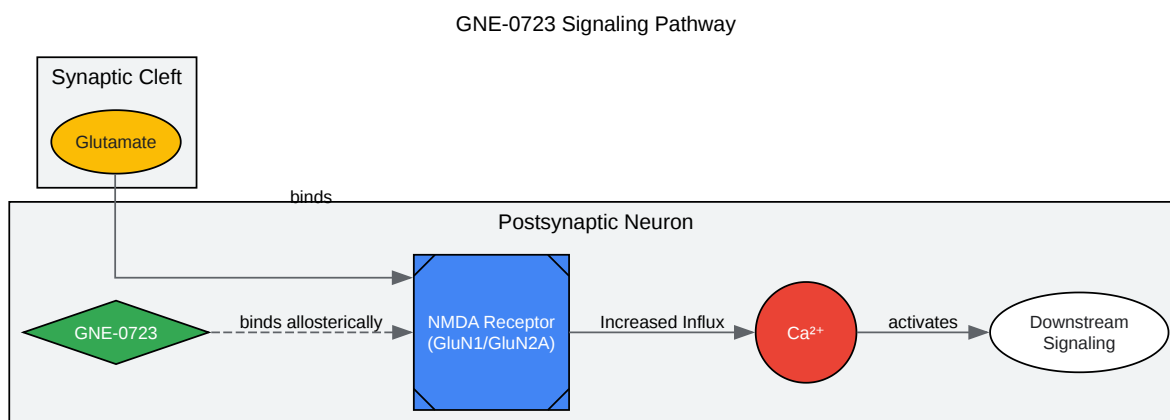 GNE-0723 Signaling Pathway
Synaptic Cleft
Glutamate
binds
Postsynaptic Neuron
GNE-0723
binds allosterically
NMDA Receptor
(GluN1/GluN2A)
Increased Influx
Ca²⁺
activates
Downstream
Signaling